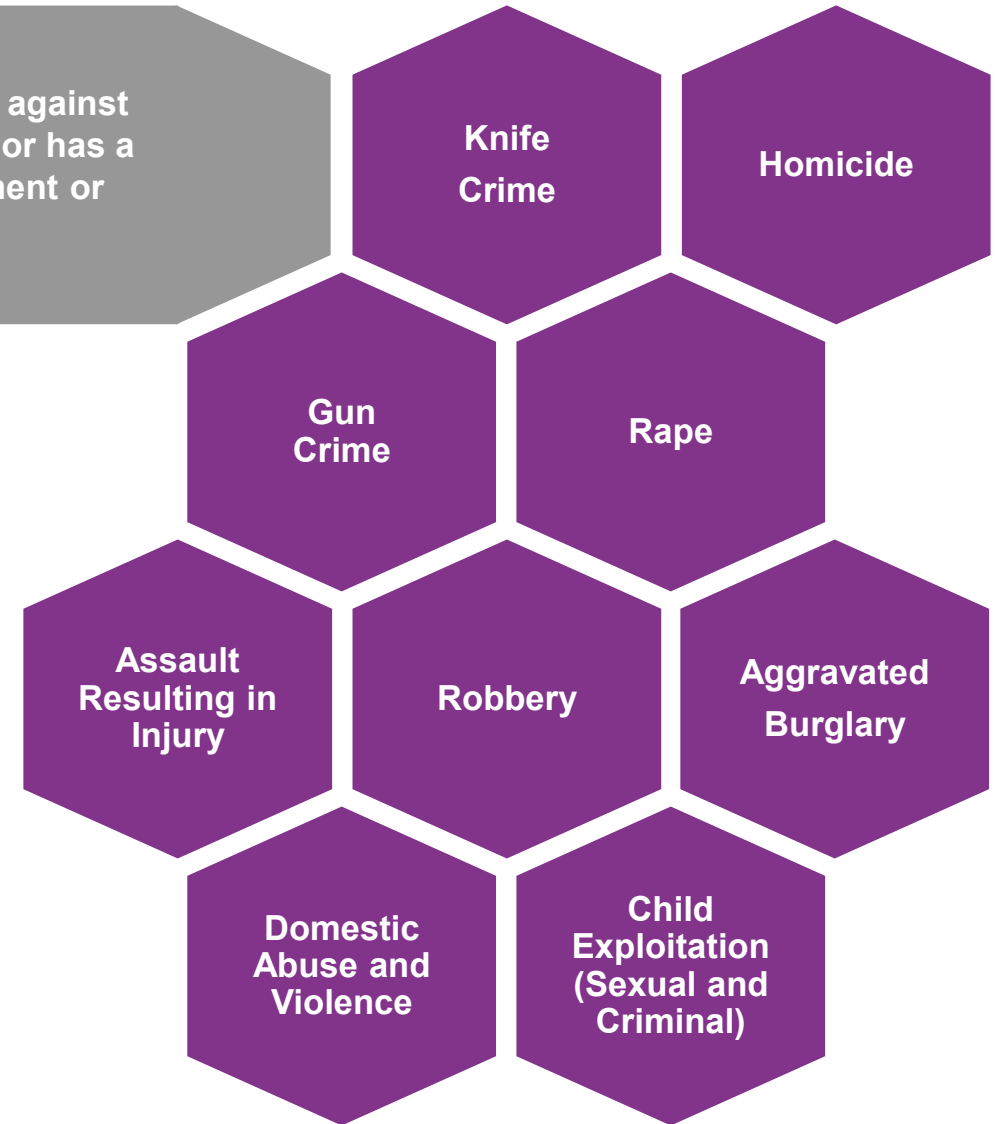 against
or has a
ment or
Knife
Crime
Homicide
Gun
Crime
Rape
Assault
Resulting in
Injury
Robbery
Aggravated
Burglary
Domestic
Abuse and
Violence
Child
Exploitation
(Sexual and
Criminal)